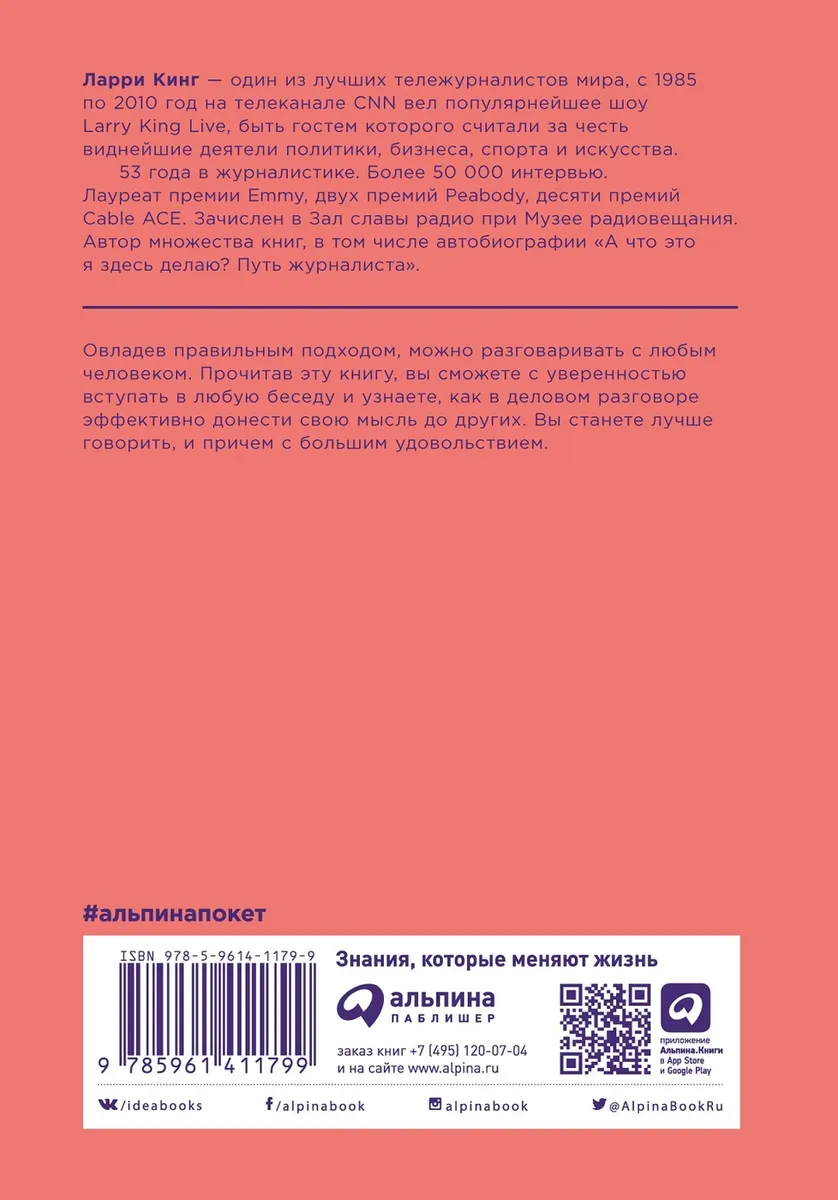 Ларри Кинг — один из лучших тележурналистов мира, с 1985
по 2010 год на телеканале CNN вел популярнейшее шоу
Larry King Live, быть гостем которого считали за честь
виднейшие деятели политики, бизнеса, спорта и искусства.
53 года в журналистике. Более 50 000 интервью.
Лауреат премии Emmy, двух премий Peabody, десяти премий
Cable ACE. Зачислен в Зал славы радио при Музее радиовещания.
Автор множества книг, в том числе автобиографии «А что это
я здесь делаю? Путь журналиста».
Овладев правильным подходом, можно разговаривать с любым
человеком. Прочитав эту книгу, вы сможете с уверенностью
вступать в любую беседу и узнаете, как в деловом разговоре
эффективно донести свою мысль до других. Вы станете лучше
говорить, и причем с большим удовольствием.
#альпинапокет
ISBN 978-5-9614-1179-9
9 785961 411799
Знания, которые меняют жизнь
альпина
ПАБЛИШЕР
заказ книг +7 (495) 120-07-04
и на сайте www.alpina.ru
приложение
Альпина.Книги
в App Store
и Google Play
/ideabooks
/alpinabook
alpinabook
@AlpinaBookRu